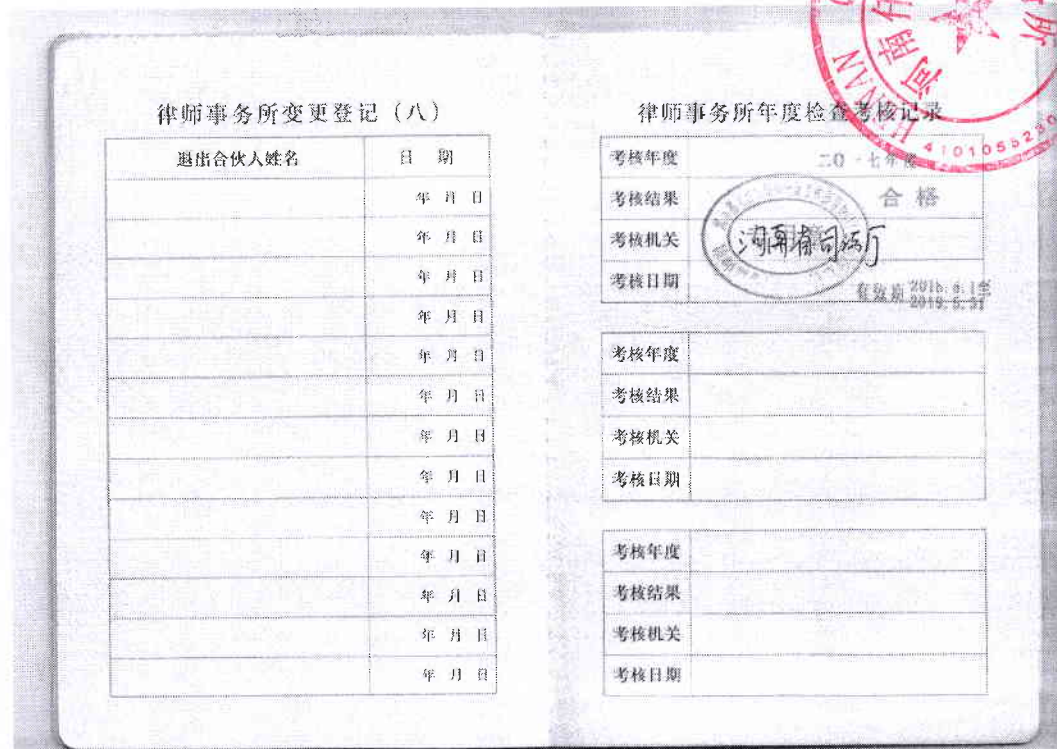 律师事务所变更登记（八）
退出合伙人姓名 日 期
年 月 日
年 月 日
年 月 日
年 月 日
年 月 日
年 月 日
年 月 日
年 月 日
年 月 日
年 月 日
年 月 日
年 月 日
年 月 日
律师事务所年度检查考核记录
考核年度 二0一七年度
考核结果 合格
考核机关 河南省司法厅
考核日期
有效期 2018.6.1至
2019.5.31
考核年度
考核结果
考核机关
考核日期
考核年度
考核结果
考核机关
考核日期
河南
所
HENAN